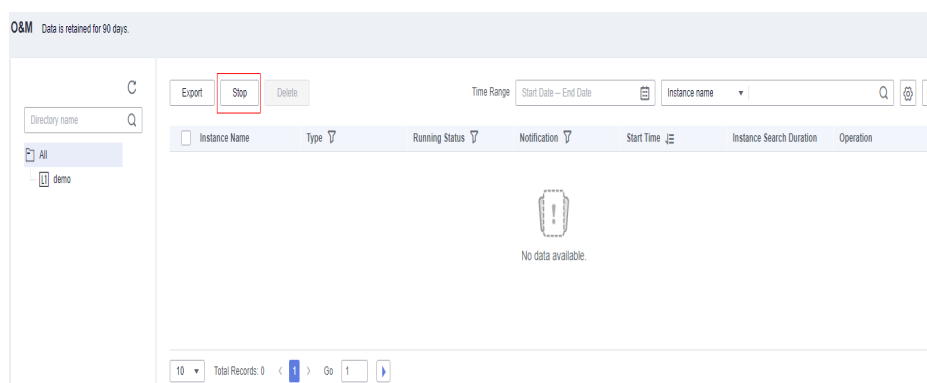 O&M Data is retained for 90 days.
Export Stop Delete Time Range Start Date – End Date Instance name
Directory name
Instance Name Type Running Status Notification Start Time Instance Search Duration Operation
All
L1 demo
No data available.
10 Total Records: 0 < 1 > Go 1